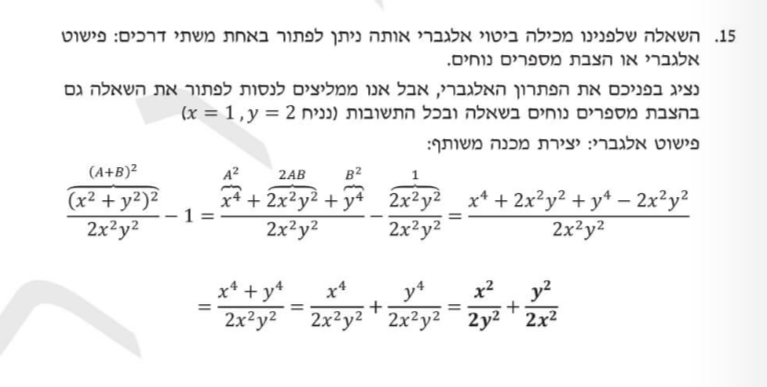 15. השאלה שלפנינו מכילה ביטוי אלגברי אותה ניתן לפתור באחת משתי דרכים: פישוט
אלגברי או הצבת מספרים נוחים.
נציג בפניכם את הפתרון האלגברי, אבל אנו ממליצים לנסות לפתור את השאלה גם
בהצבת מספרים נוחים בשאלה ובכל התשובות (נניח x = 1, y = 2)
פישוט אלגברי: יצירת מכנה משותף:
\frac{\overbrace{(x^2 + y^2)^2}^{(A+B)^2}}{2x^2y^2} - 1 = \frac{\overbrace{x^4}^{A^2} + \overbrace{2x^2y^2}^{2AB} + \overbrace{y^4}^{B^2}}{2x^2y^2} - \frac{\overbrace{2x^2y^2}^{1}}{2x^2y^2} = \frac{x^4 + 2x^2y^2 + y^4 - 2x^2y^2}{2x^2y^2}
= \frac{x^4 + y^4}{2x^2y^2} = \frac{x^4}{2x^2y^2} + \frac{y^4}{2x^2y^2} = \frac{x^2}{2y^2} + \frac{y^2}{2x^2}